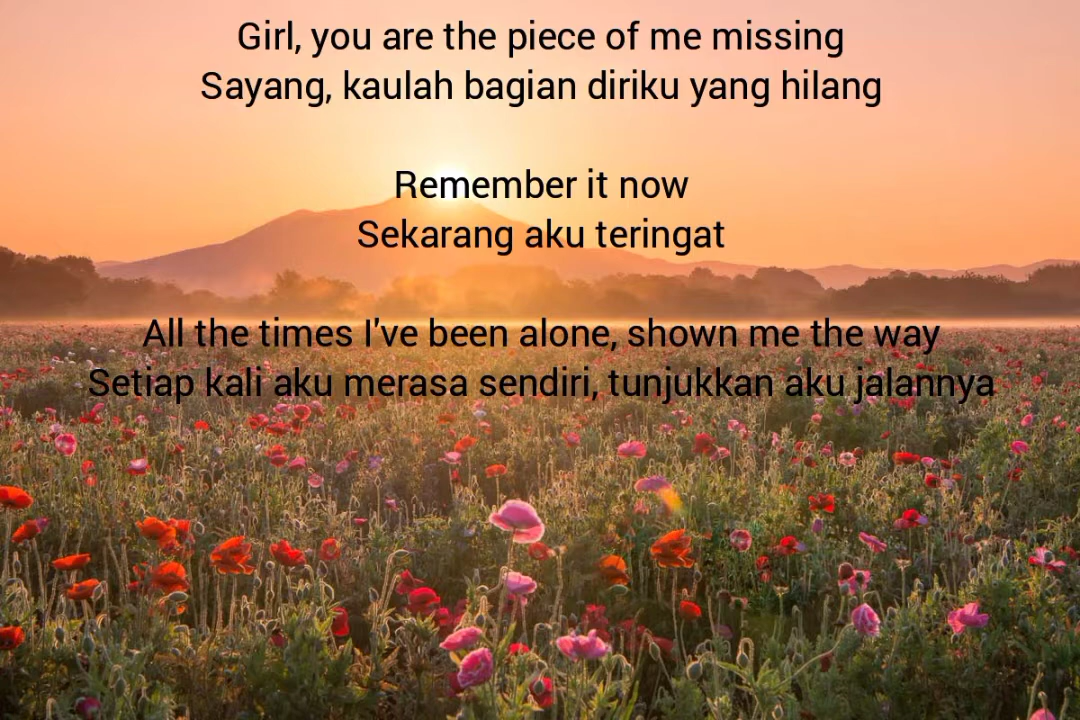 Girl, you are the piece of me missing
Sayang, kaulah bagian diriku yang hilang
Remember it now
Sekarang aku teringat
All the times I've been alone, shown me the way
Setiap kali aku merasa sendiri, tunjukkan aku jalannya